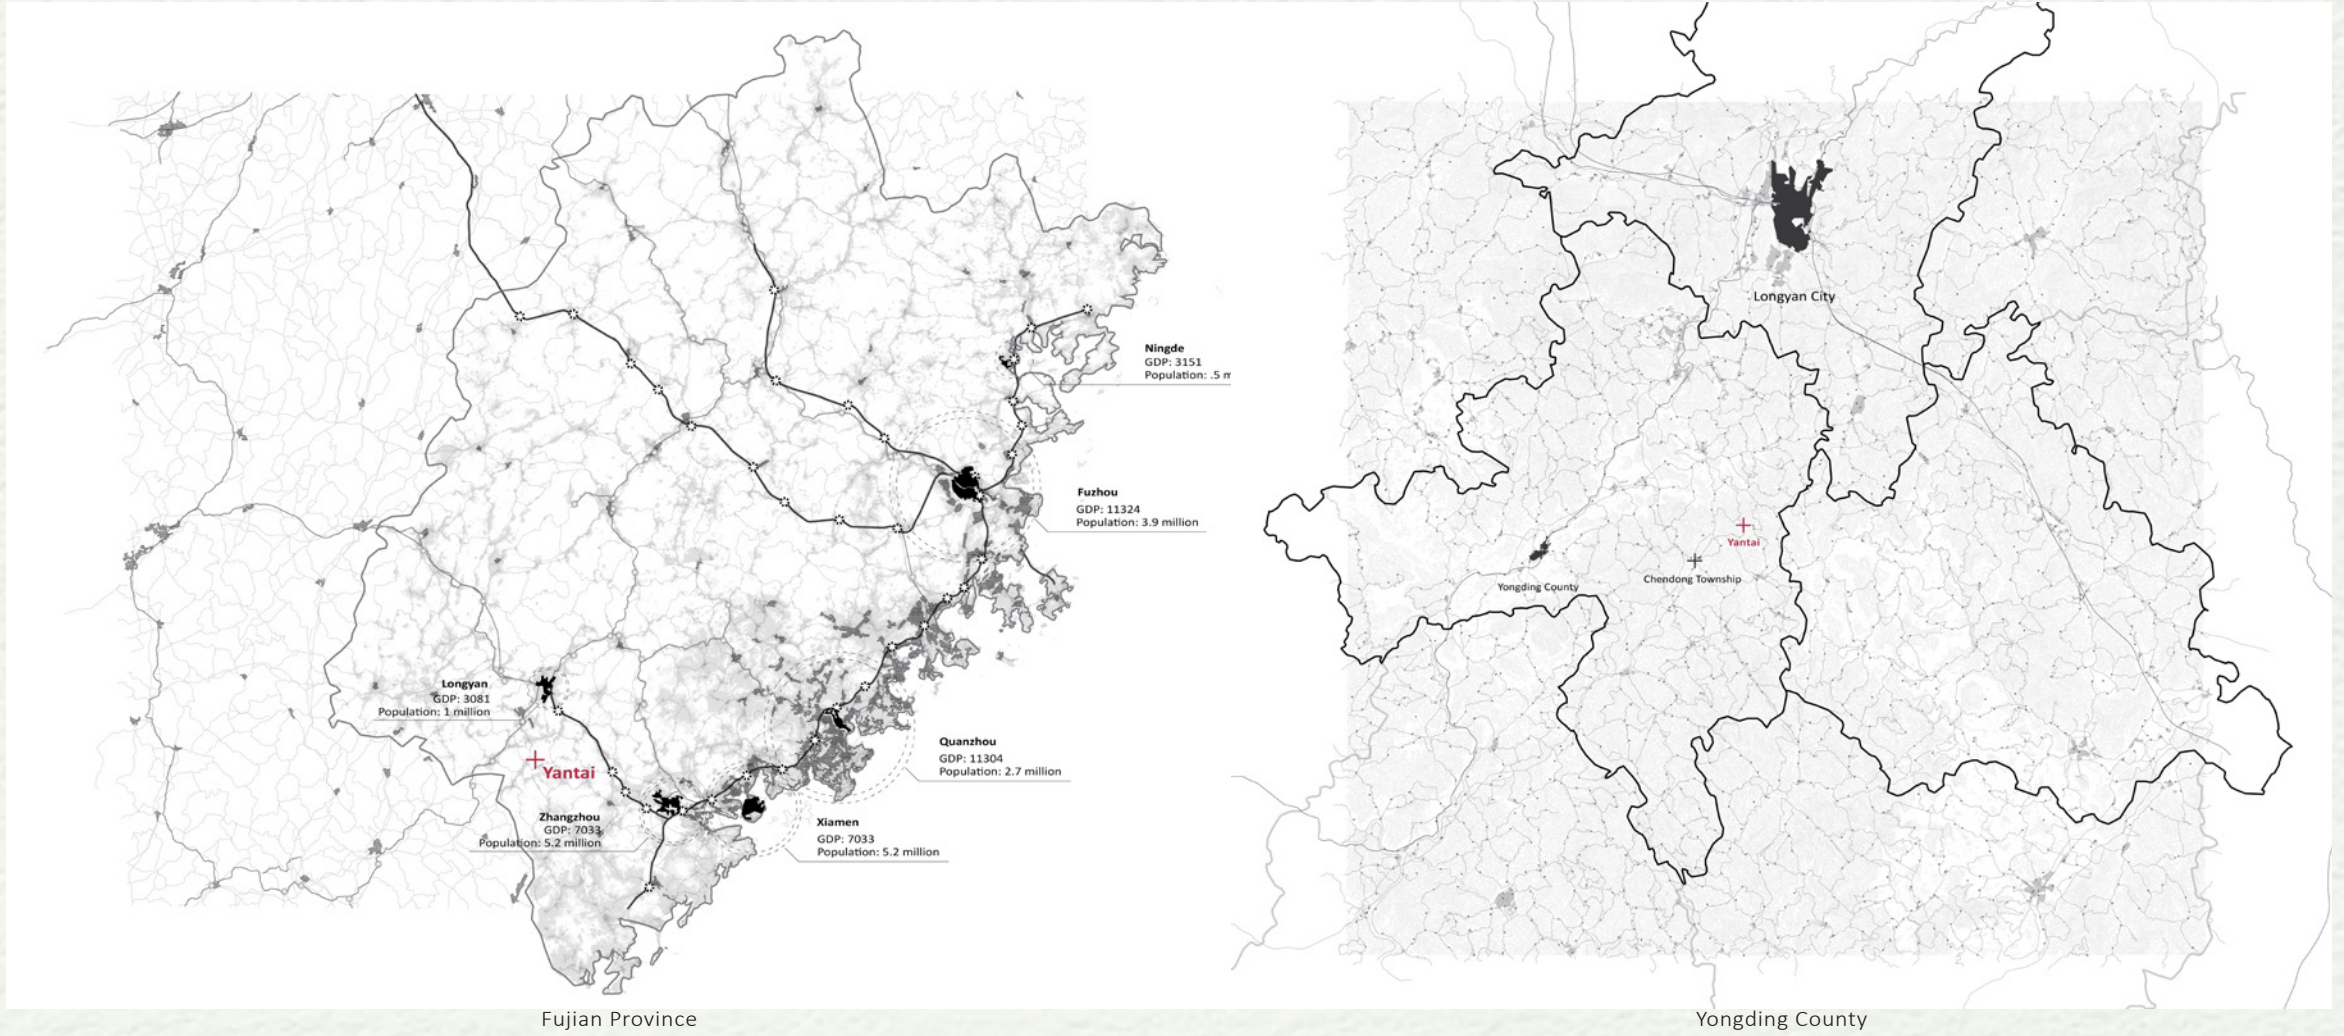 Ningde
GDP: 3151
Population: .5 m
Fuzhou
GDP: 11324
Population: 3.9 million
Longyan
GDP: 3081
Population: 1 million
Yantai
Quanzhou
GDP: 11304
Population: 2.7 million
Zhangzhou
GDP: 7033
Population: 5.2 million
Xiamen
GDP: 7033
Population: 5.2 million
Fujian Province
Longyan City
Yantai
Chendong Township
Yongding County
Yongding County